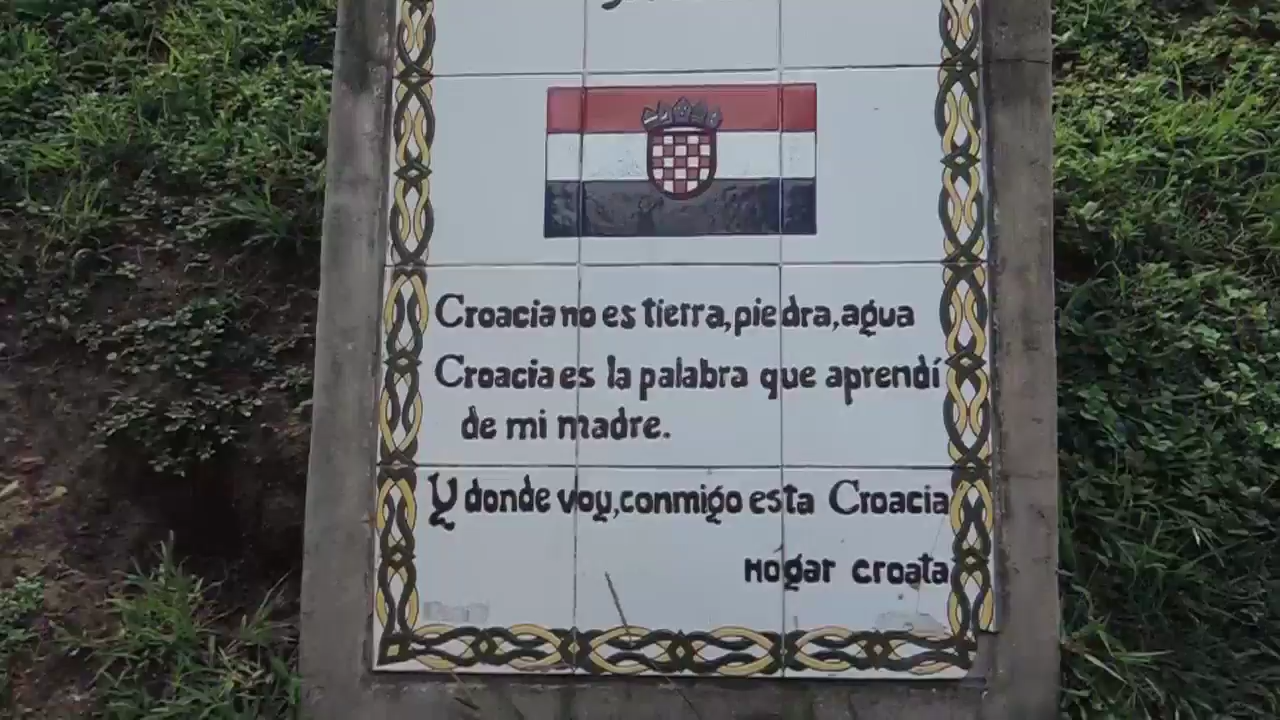 Croacia no es tierra, piedra, agua
Croacia es la palabra que aprendí
de mi madre.
Y donde voy, conmigo esta Croacia
Hogar croata